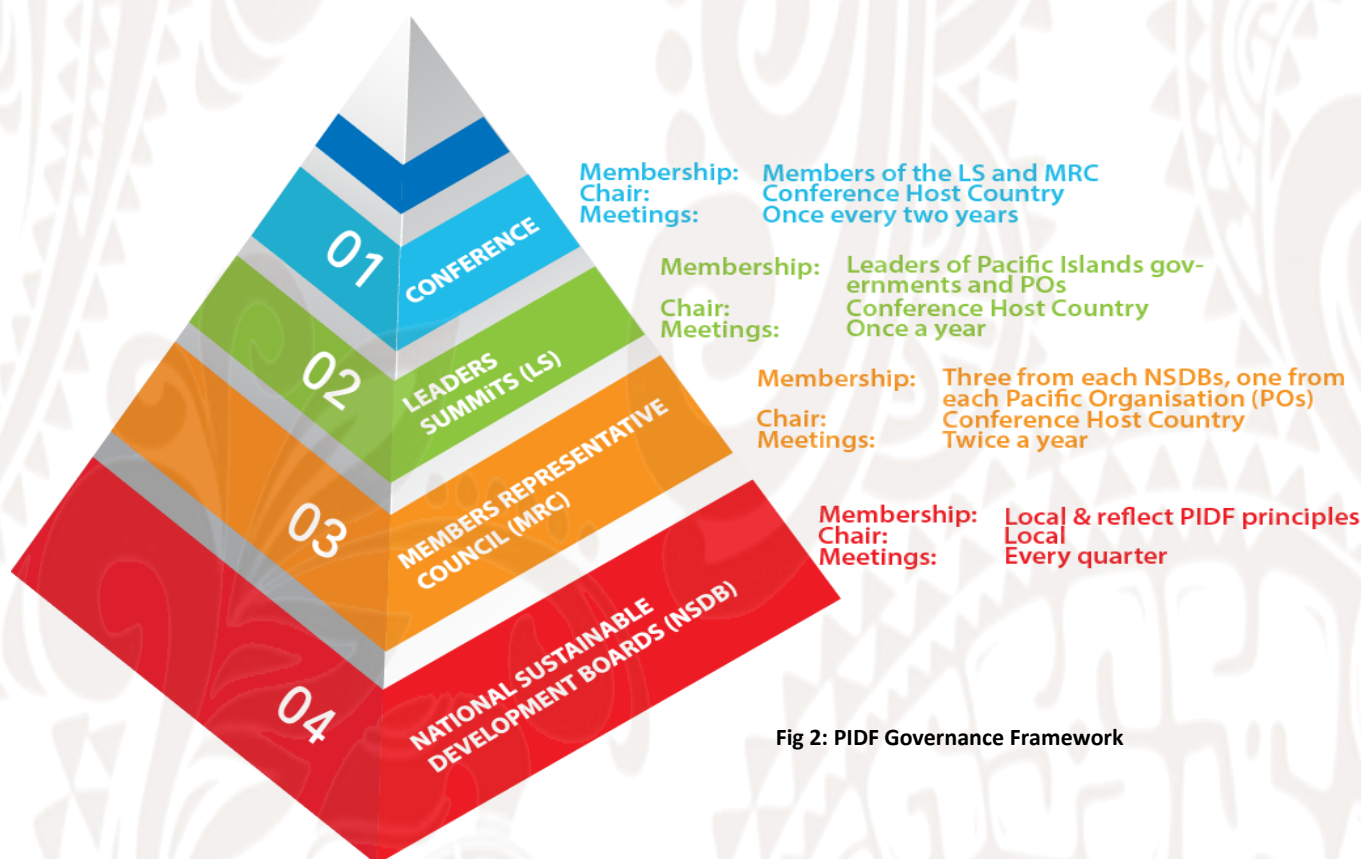 01
CONFERENCE
Membership: Members of the LS and MRC
Chair: Conference Host Country
Meetings: Once every two years
02
LEADERS
SUMMiTS (LS)
Membership: Leaders of Pacific Islands gov-
ernments and POs
Chair: Conference Host Country
Meetings: Once a year
03
MEMBERS REPRESENTATIVE
COUNCIL (MRC)
Membership: Three from each NSDBs, one from
each Pacific Organisation (POs)
Chair: Conference Host Country
Meetings: Twice a year
04
NATIONAL SUSTAINABLE
DEVELOPMENT BOARDS (NSDB)
Membership: Local & reflect PIDF principles
Chair: Local
Meetings: Every quarter
Fig 2: PIDF Governance Framework